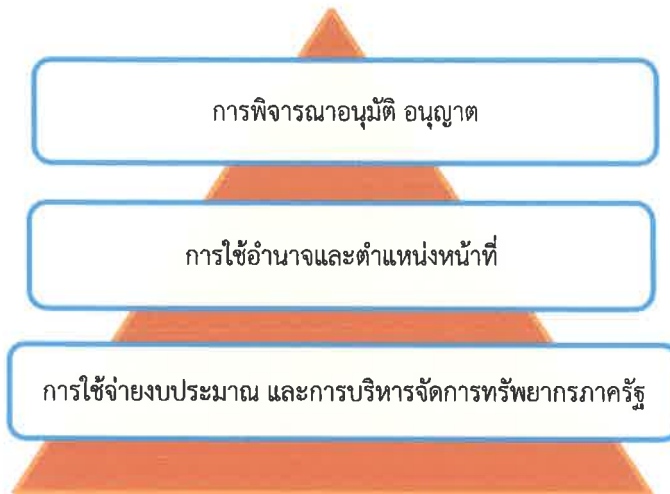 การพิจารณาอนุมัติ อนุญาต
การใช้อำนาจและตำแหน่งหน้าที่
การใช้จ่ายงบประมาณ และการบริหารจัดการทรัพยากรภาครัฐ